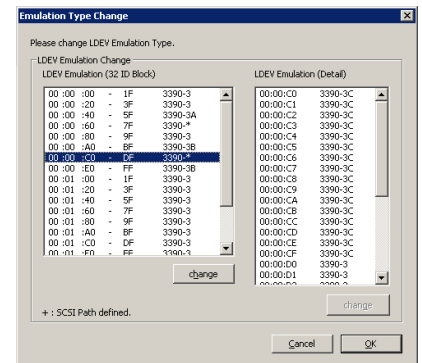 Emulation Type Change
Please change LDEV Emulation Type.
LDEV Emulation Change
LDEV Emulation (32 ID Block)
00 :00 :00 - 1F 3390-3
00 :00 :20 - 3F 3390-3
00 :00 :40 - 5F 3390-3A
00 :00 :60 - 7F 3390-*
00 :00 :80 - 9F 3390-3
00 :00 :A0 - BF 3390-3B
00 :00 :C0 - DF 3390-*
00 :00 :E0 - FF 3390-3B
00 :01 :00 - 1F 3390-3
00 :01 :20 - 3F 3390-3
00 :01 :40 - 5F 3390-3
00 :01 :60 - 7F 3390-3
00 :01 :80 - 9F 3390-3
00 :01 :A0 - BF 3390-3
00 :01 :C0 - DF 3390-3
00 :01 :E0 - FF 3390-3
change
+ : SCSI Path defined.
LDEV Emulation (Detail)
00:00:C0 3390-3C
00:00:C1 3390-3C
00:00:C2 3390-3C
00:00:C3 3390-3C
00:00:C4 3390-3C
00:00:C5 3390-3C
00:00:C6 3390-3C
00:00:C7 3390-3C
00:00:C8 3390-3C
00:00:C9 3390-3C
00:00:CA 3390-3C
00:00:CB 3390-3C
00:00:CC 3390-3C
00:00:CD 3390-3C
00:00:CE 3390-3C
00:00:CF 3390-3C
00:00:D0 3390-3
00:00:D1 3390-3
change
Cancel
OK